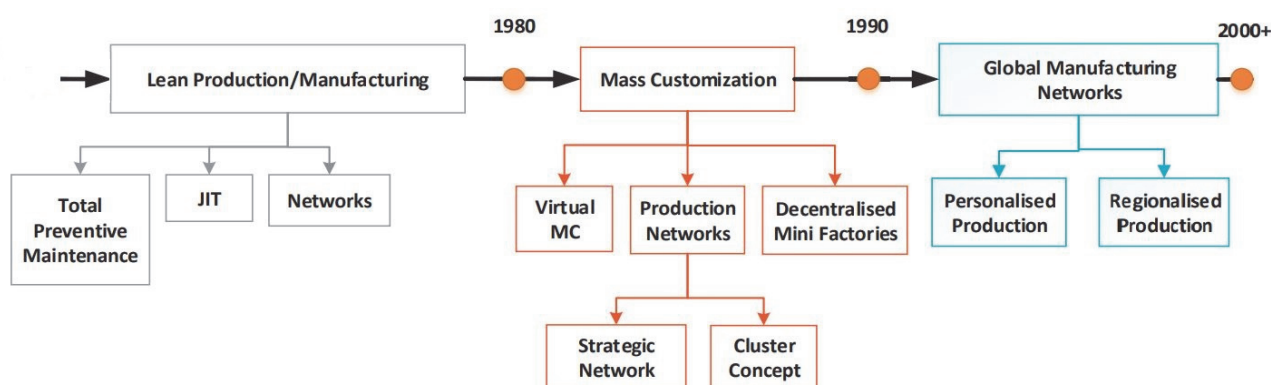 1980
1990
2000+
Lean Production/Manufacturing
Mass Customization
Global Manufacturing
Networks
Total
Preventive
Maintenance
JIT
Networks
Virtual
MC
Production
Networks
Decentralised
Mini Factories
Personalised
Production
Regionalised
Production
Strategic
Network
Cluster
Concept